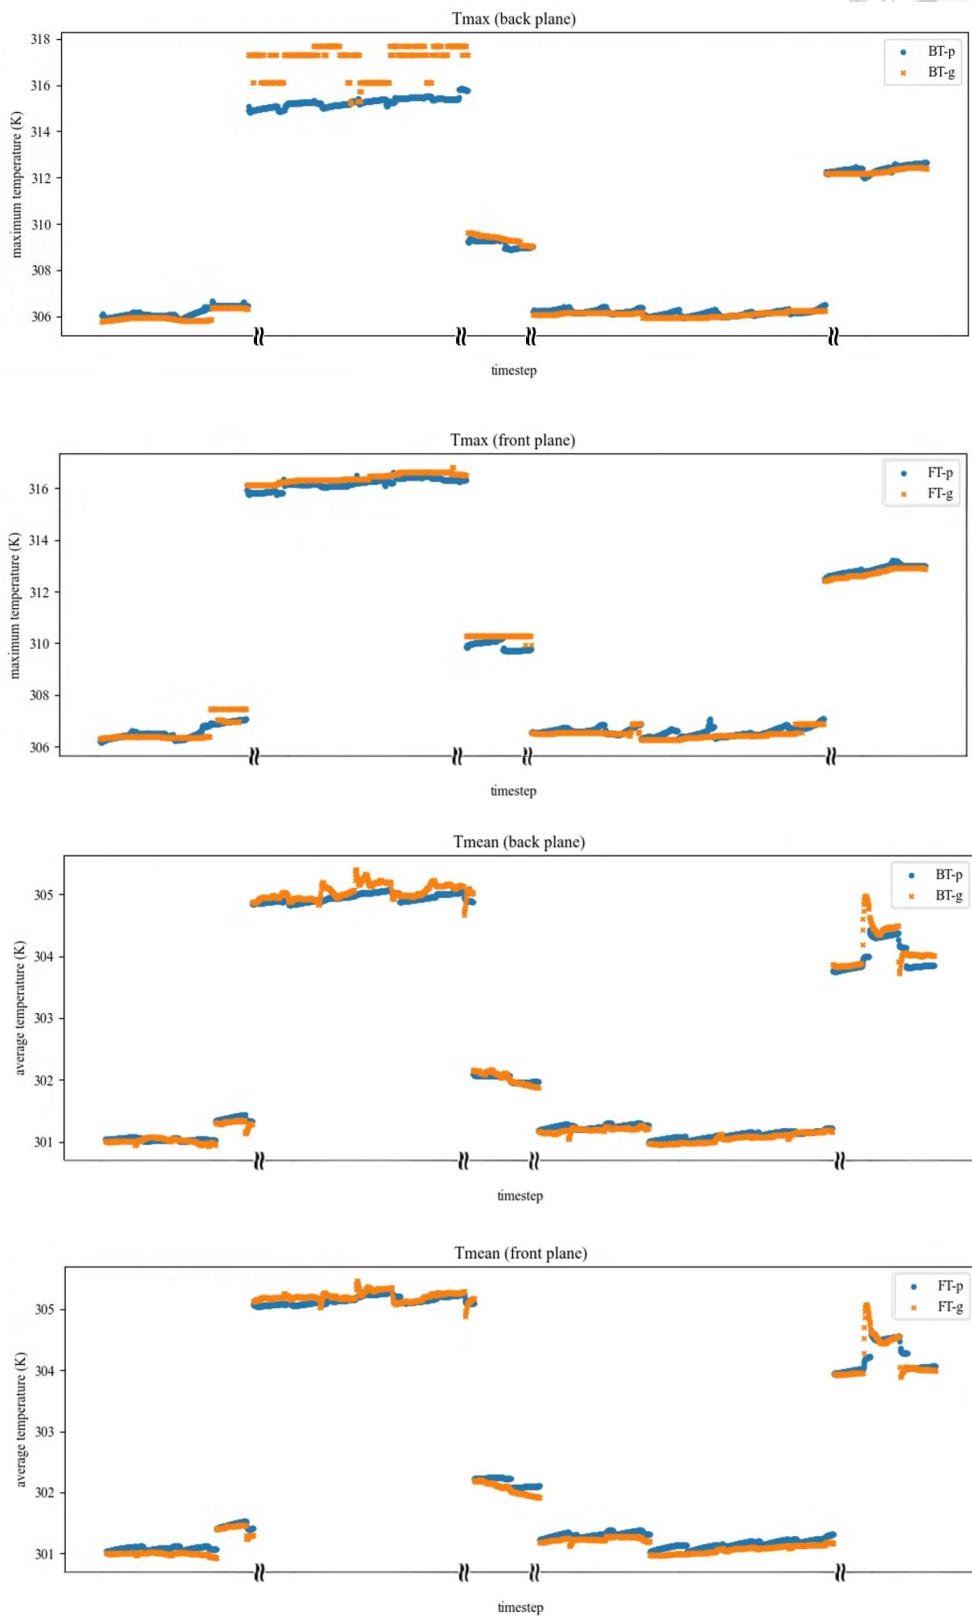 Tmax (back plane)
318
316
314
312
310
308
306
maximum temperature (K)
BT-p
BT-g
timestep
Tmax (front plane)
316
314
312
310
308
306
maximum temperature (K)
FT-p
FT-g
timestep
Tmean (back plane)
305
304
303
302
301
average temperature (K)
BT-p
BT-g
timestep
Tmean (front plane)
305
304
303
302
301
average temperature (K)
FT-p
FT-g
timestep